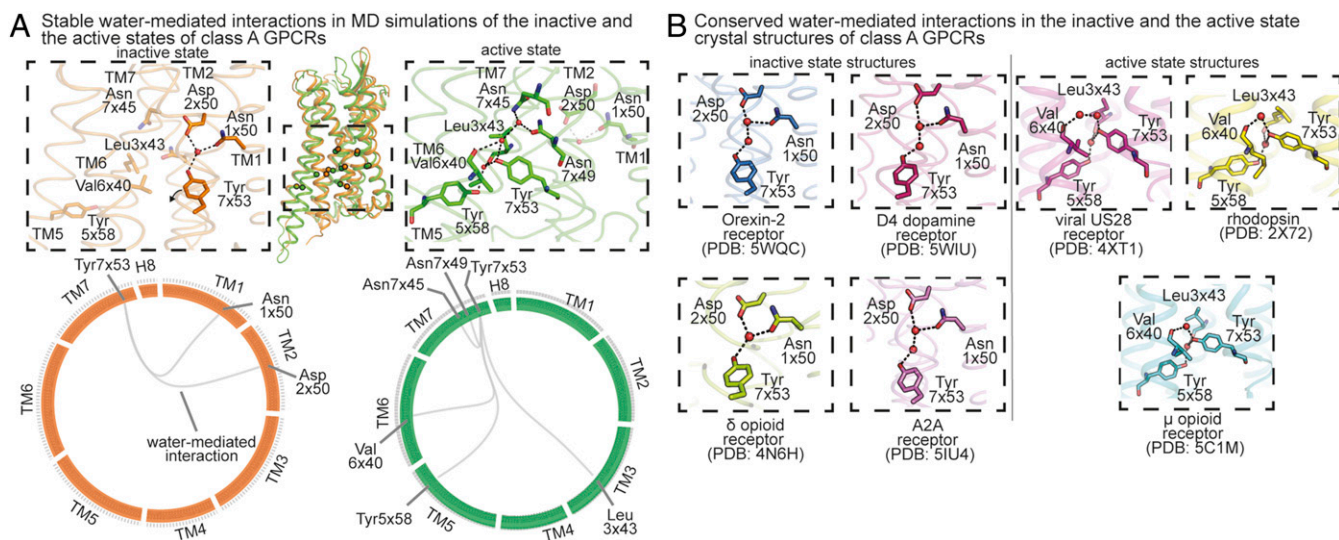 A Stable water-mediated interactions in MD simulations of the inactive and
the active states of class A GPCRs
inactive state
TM7
Asn
7x45
TM2
Asp
2x50
Asn
1x50
Leu3x43
TM1
TM6
Val6x40
Tyr
7x53
Tyr
5x58
TM5
active state
TM7
Asn
7x45
TM2
Asp
2x50
Asn
1x50
Leu3x43
TM6
Val6x40
TM1
Asn
7x49
Tyr
7x53
Tyr
5x58
TM5
Tyr7x53
H8
TM7
TM1
Asn
1x50
TM2
Asp
2x50
TM6
water-mediated
interaction
TM3
TM5
TM4
Asn7x49
Tyr7x53
Asn7x45
H8
TM7
TM1
TM2
TM6
Val
6x40
TM3
Tyr5x58
TM5
TM4
Leu
3x43
B Conserved water-mediated interactions in the inactive and the active state
crystal structures of class A GPCRs
inactive state structures
Asp
2x50
Asn
1x50
Tyr
7x53
Orexin-2
receptor
(PDB: 5WQC)
Asp
2x50
Asn
1x50
Tyr
7x53
D4 dopamine
receptor
(PDB: 5WIU)
Asp
2x50
Asn
1x50
Tyr
7x53
δ opioid
receptor
(PDB: 4N6H)
Asp
2x50
Asn
1x50
Tyr
7x53
A2A
receptor
(PDB: 5IU4)
active state structures
Leu3x43
Val
6x40
Tyr
7x53
Tyr
5x58
viral US28
receptor
(PDB: 4XT1)
Leu3x43
Val
6x40
Tyr
7x53
Tyr
5x58
rhodopsin
(PDB: 2X72)
Leu3x43
Val
6x40
Tyr
7x53
Tyr
5x58
μ opioid
receptor
(PDB: 5C1M)